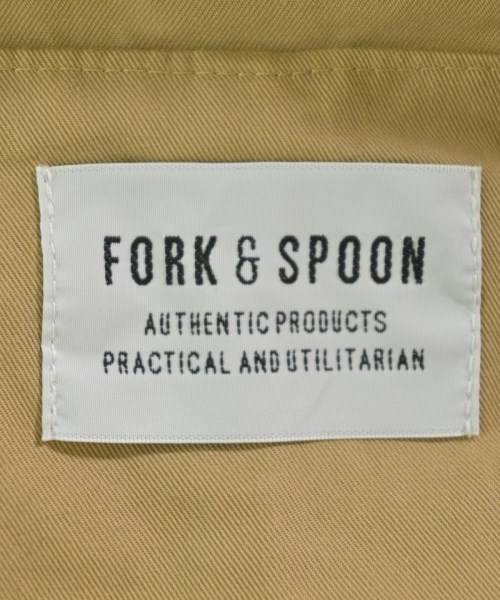 FORK & SPOON
AUTHENTIC PRODUCTS
PRACTICAL AND UTILITARIAN